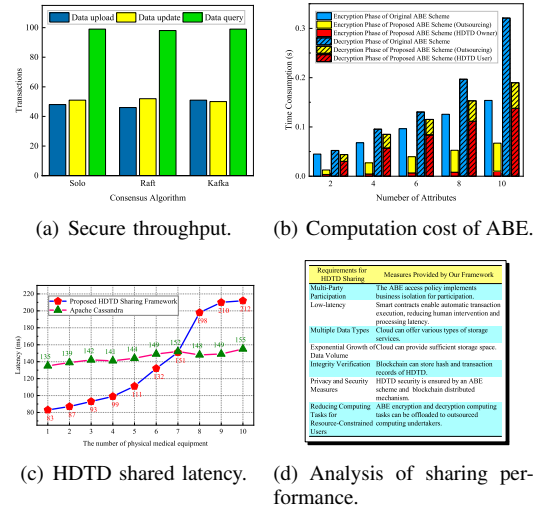 Data upload Data update Data query
100
80
60
40
20
0
Transactions
Solo Raft Kafka
Consensus Algorithm
(a) Secure throughput.
Encryption Phase of Original ABE Scheme
Encryption Phase of Proposed ABE Scheme (Outsourcing)
Encryption Phase of Proposed ABE Scheme (HDTD Owner)
Decryption Phase of Original ABE Scheme
Decryption Phase of Proposed ABE Scheme (Outsourcing)
Decryption Phase of Proposed ABE Scheme (HDTD User)
0.3
0.2
0.1
0.0
Time Consumption (s)
2 4 6 8 10
Numeber of Attributes
(b) Computation cost of ABE.
Proposed HDTD Sharing Framework
Apache Cassandra
220
200
180
160
140
120
100
80
Latency (ms)
135 139 142 141 144 149 152 148 149 155
83 87 93 99 111 132 151 198 210 212
1 2 3 4 5 6 7 8 9 10
The number of physical medical equipment
(c) HDTD shared latency.
Requirements for HDTD Sharing
Measures Provided by Our Framework
Multi-Party Participation
The ABE access policy implements
business isolation for participation.
Low-latency
Smart contracts enable automatic transaction
execution, reducing human intervention and
processing latency.
Multiple Data Types
Cloud can offer various types of storage
services.
Exponential Growth of
Data Volume
Cloud can provide sufficient storage space.
Integrity Verification
Blockchain can store hash and transaction
records of HDTD.
Privacy and Security
Measures
HDTD security is ensured by an ABE
scheme and blockchain distributed
mechanism.
Reducing Computing
Tasks for
Resource-Constrained
Users
ABE encryption and decryption computing
tasks can be offloaded to outsourced
computing undertakers.
(d) Analysis of sharing per-
formance.